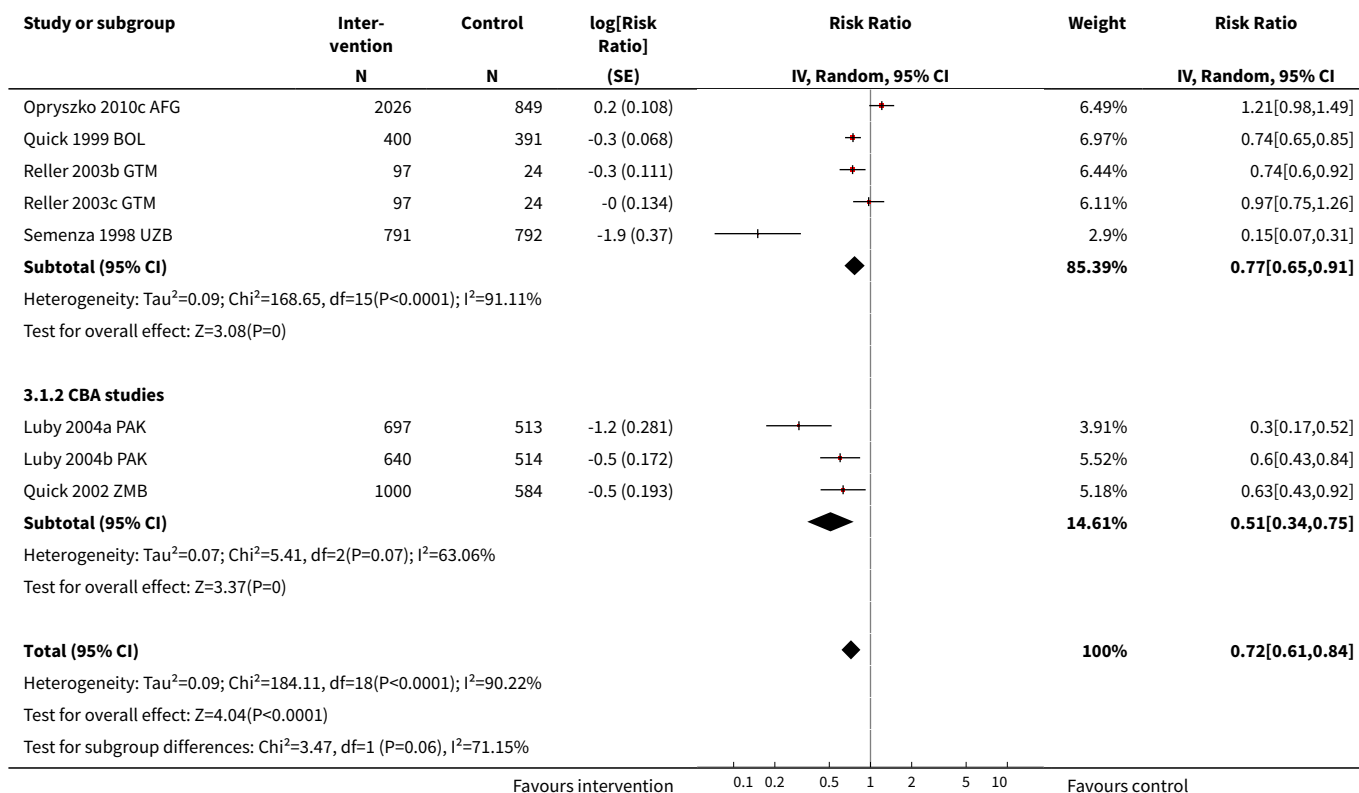 Study or subgroup Inter-vention Control log[Risk Ratio] Risk Ratio Weight Risk Ratio
N N (SE) IV, Random, 95% CI IV, Random, 95% CI
Opryszko 2010c AFG 2026 849 0.2 (0.108) 6.49% 1.21[0.98,1.49]
Quick 1999 BOL 400 391 -0.3 (0.068) 6.97% 0.74[0.65,0.85]
Reller 2003b GTM 97 24 -0.3 (0.111) 6.44% 0.74[0.6,0.92]
Reller 2003c GTM 97 24 -0 (0.134) 6.11% 0.97[0.75,1.26]
Semenza 1998 UZB 791 792 -1.9 (0.37) 2.9% 0.15[0.07,0.31]
Subtotal (95% CI) 85.39% 0.77[0.65,0.91]
Heterogeneity: Tau²=0.09; Chi²=168.65, df=15(P<0.0001); I²=91.11%
Test for overall effect: Z=3.08(P=0)
3.1.2 CBA studies
Luby 2004a PAK 697 513 -1.2 (0.281) 3.91% 0.3[0.17,0.52]
Luby 2004b PAK 640 514 -0.5 (0.172) 5.52% 0.6[0.43,0.84]
Quick 2002 ZMB 1000 584 -0.5 (0.193) 5.18% 0.63[0.43,0.92]
Subtotal (95% CI) 14.61% 0.51[0.34,0.75]
Heterogeneity: Tau²=0.07; Chi²=5.41, df=2(P=0.07); I²=63.06%
Test for overall effect: Z=3.37(P=0)
Total (95% CI) 100% 0.72[0.61,0.84]
Heterogeneity: Tau²=0.09; Chi²=184.11, df=18(P<0.0001); I²=90.22%
Test for overall effect: Z=4.04(P<0.0001)
Test for subgroup differences: Chi²=3.47, df=1 (P=0.06), I²=71.15%
Favours intervention 0.1 0.2 0.5 1 2 5 10 Favours control